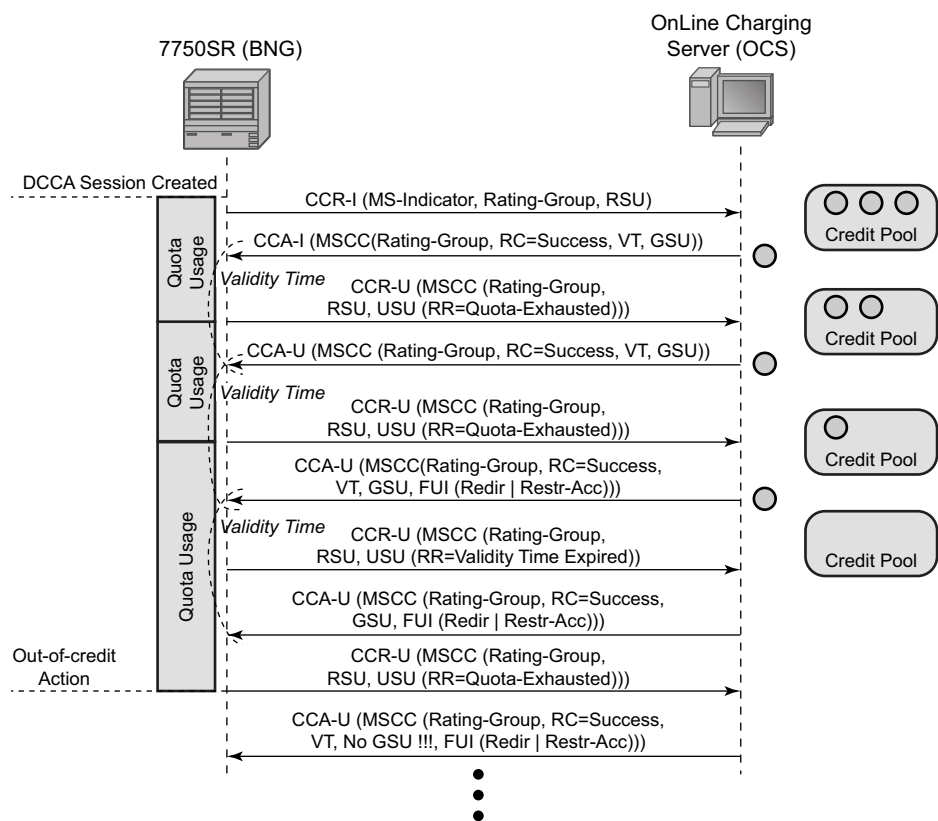 7750SR (BNG)
OnLine Charging
Server (OCS)
DCCA Session Created
CCR-I (MS-Indicator, Rating-Group, RSU)
Credit Pool
Quota
Usage
CCA-I (MSCC(Rating-Group, RC=Success, VT, GSU))
Validity Time
CCR-U (MSCC (Rating-Group,
RSU, USU (RR=Quota-Exhausted)))
Credit Pool
Quota
Usage
CCA-U (MSCC (Rating-Group, RC=Success, VT, GSU))
Validity Time
CCR-U (MSCC (Rating-Group,
RSU, USU (RR=Quota-Exhausted)))
Credit Pool
Quota Usage
CCA-U (MSCC(Rating-Group, RC=Success,
VT, GSU, FUI (Redir | Restr-Acc)))
Validity Time
CCR-U (MSCC (Rating-Group,
RSU, USU (RR=Validity Time Expired))
Credit Pool
CCA-U (MSCC (Rating-Group, RC=Success,
GSU, FUI (Redir | Restr-Acc)))
Out-of-credit
Action
CCR-U (MSCC (Rating-Group,
RSU, USU (RR=Quota-Exhausted)))
CCA-U (MSCC (Rating-Group, RC=Success,
VT, No GSU !!!, FUI (Redir | Restr-Acc)))